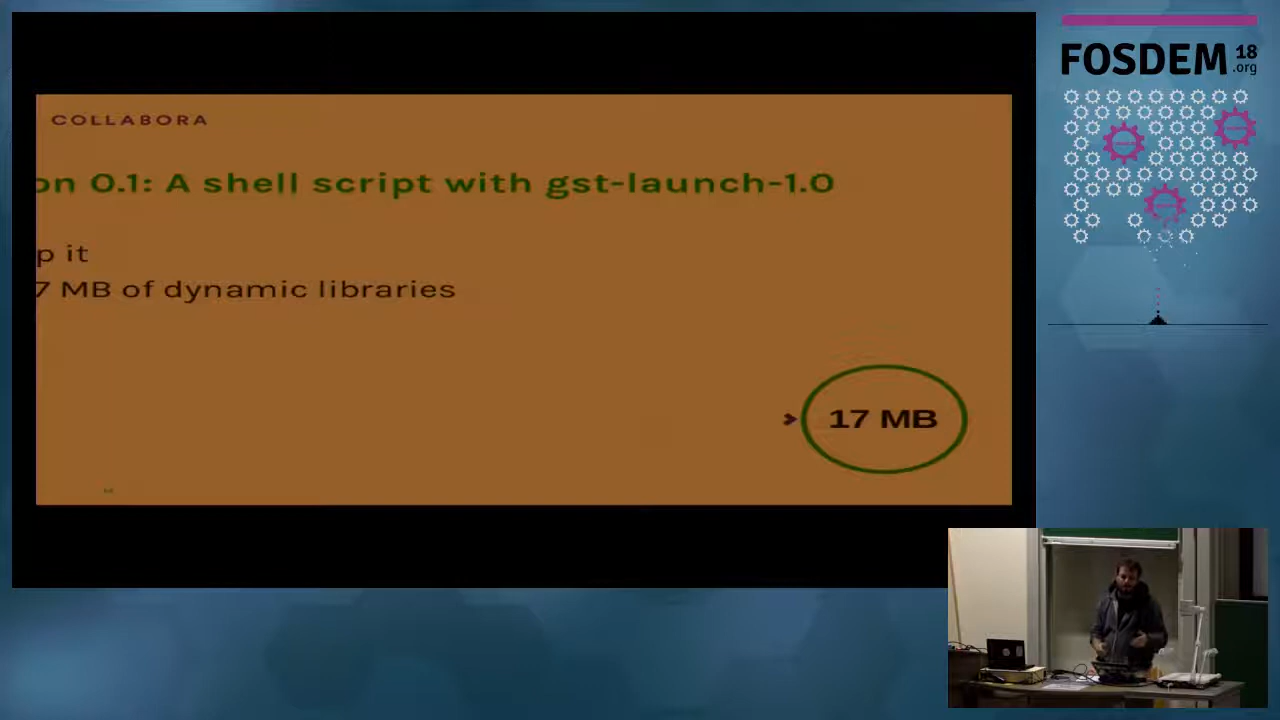 COLLABORA
on 0.1: A shell script with gst-launch-1.0
p it
7 MB of dynamic libraries
17 MB
FOSDEM 18
.org